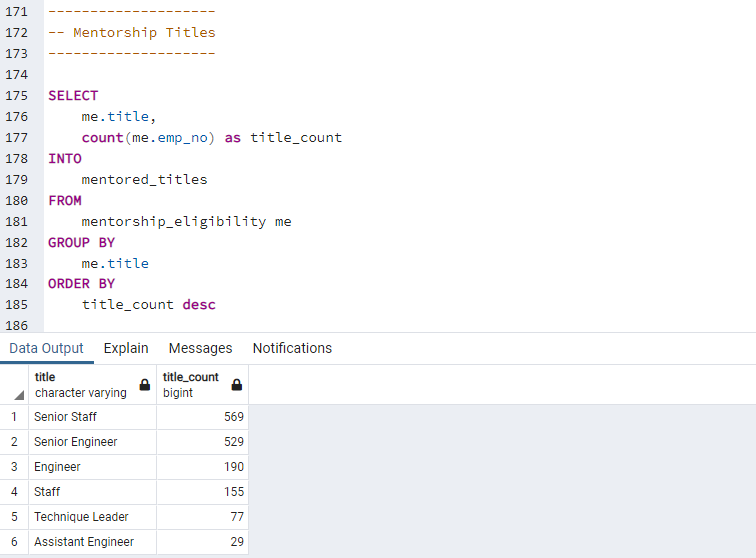 171 --------------------
172 -- Mentorship Titles
173 --------------------
174
175 SELECT
176 me.title,
177 count(me.emp_no) as title_count
178 INTO
179 mentored_titles
180 FROM
181 mentorship_eligibility me
182 GROUP BY
183 me.title
184 ORDER BY
185 title_count desc
186
Data Output Explain Messages Notifications
title title_count
character varying bigint
1 Senior Staff 569
2 Senior Engineer 529
3 Engineer 190
4 Staff 155
5 Technique Leader 77
6 Assistant Engineer 29